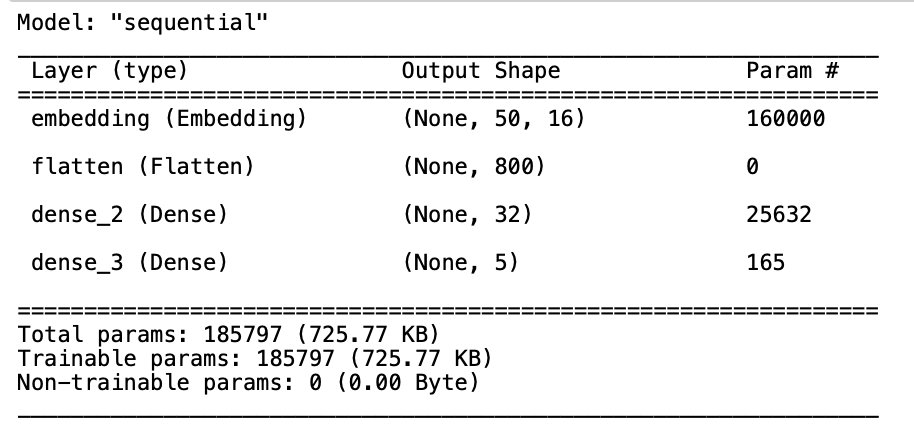 Model: "sequential"
Layer (type) Output Shape Param #
embedding (Embedding) (None, 50, 16) 160000
flatten (Flatten) (None, 800) 0
dense_2 (Dense) (None, 32) 25632
dense_3 (Dense) (None, 5) 165
Total params: 185797 (725.77 KB)
Trainable params: 185797 (725.77 KB)
Non-trainable params: 0 (0.00 Byte)